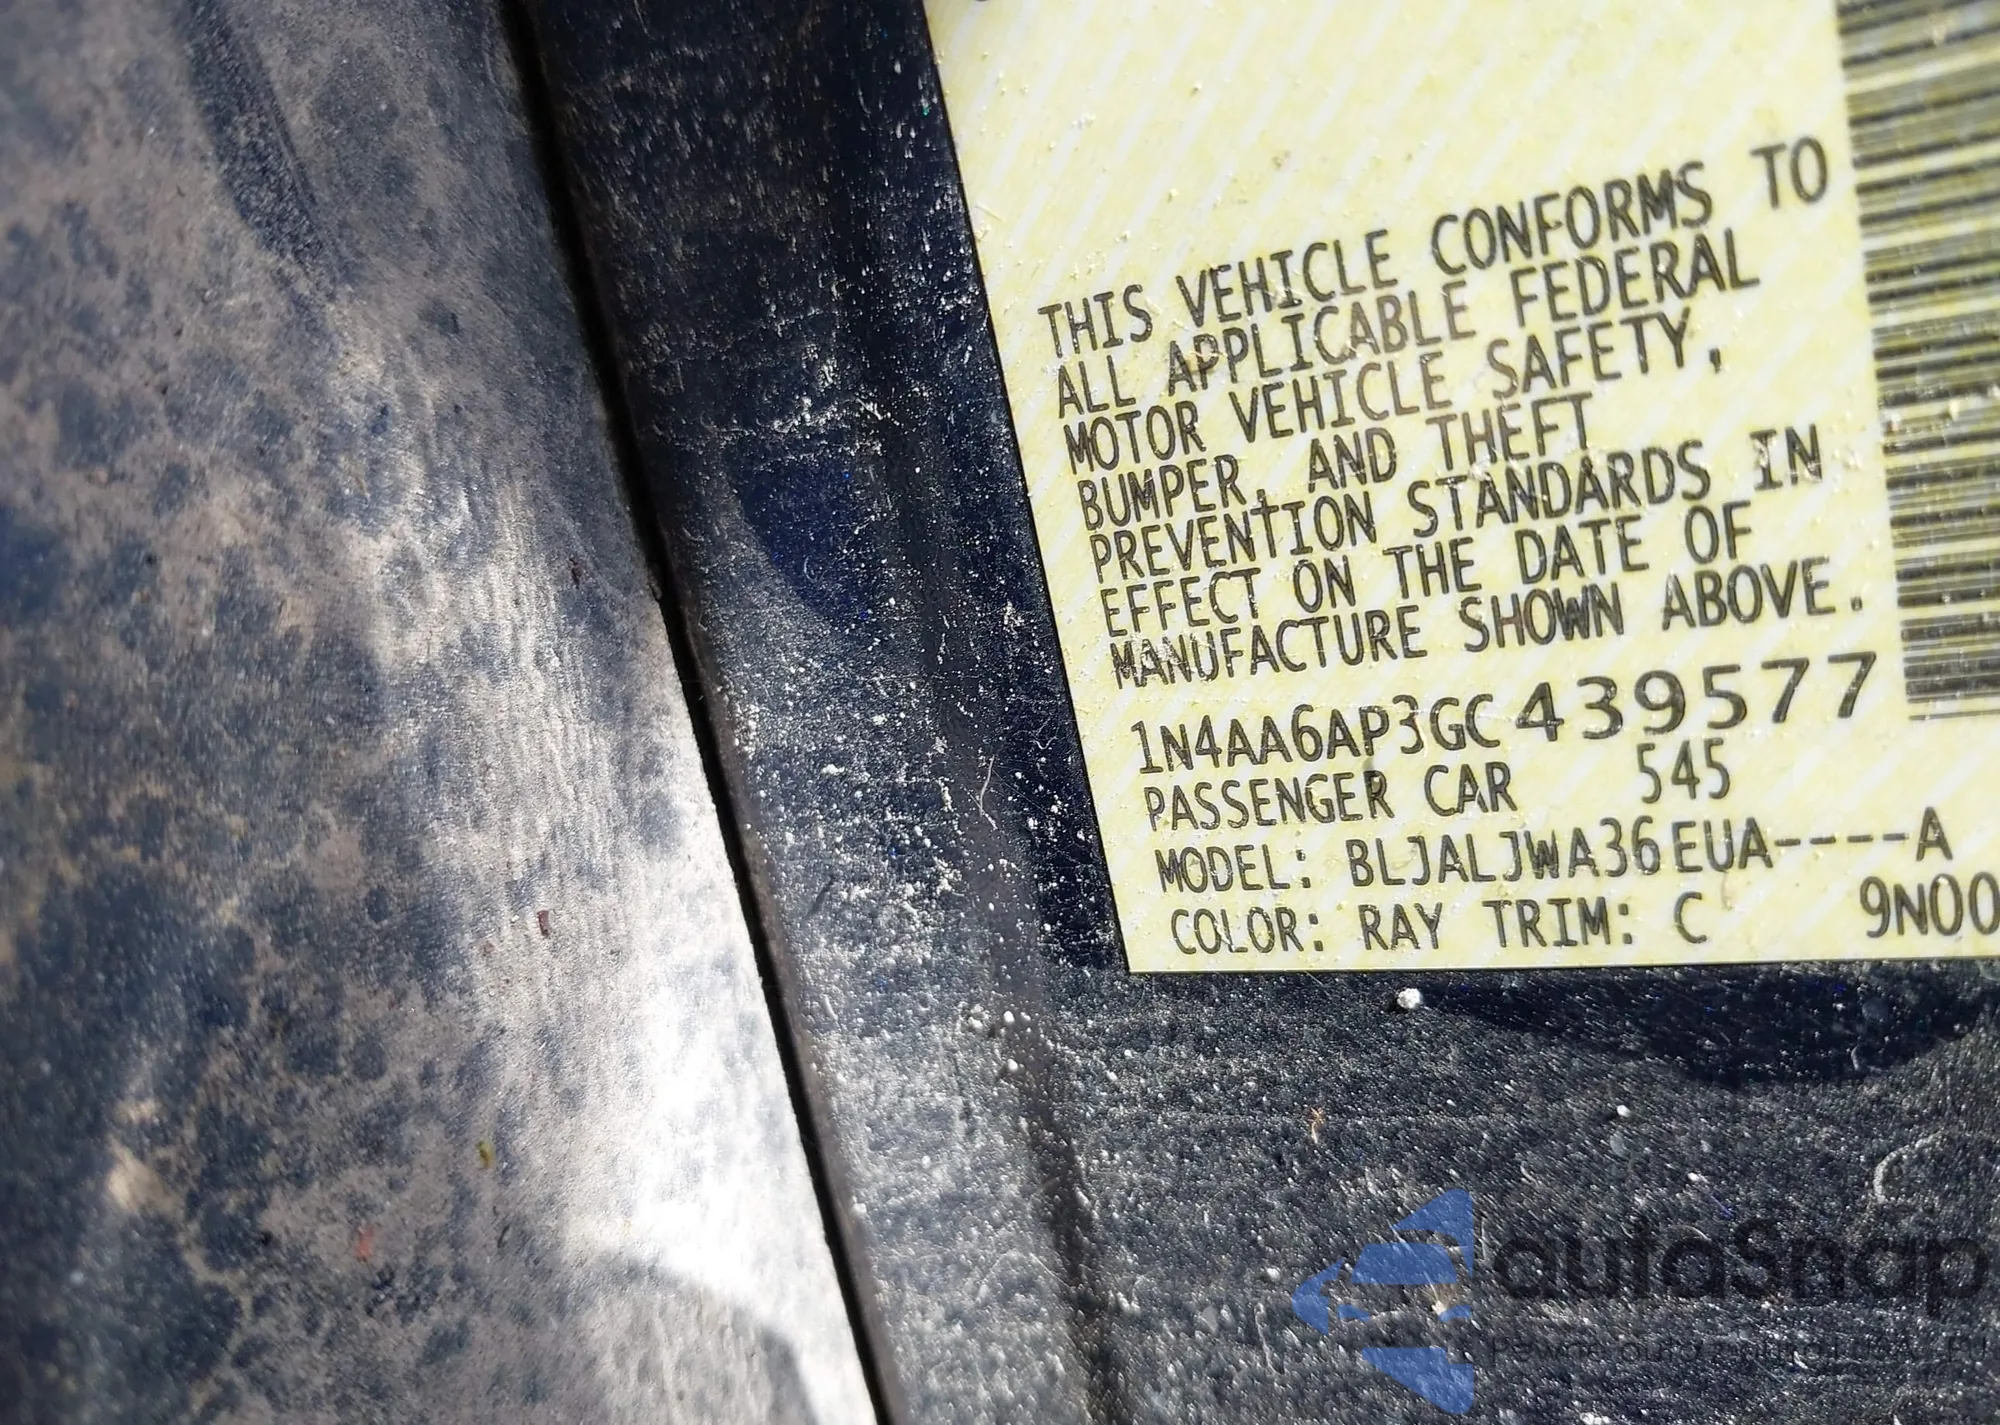 THIS VEHICLE CONFORMS TO
ALL APPLICABLE FEDERAL
MOTOR VEHICLE SAFETY,
BUMPER, AND THEFT
PREVENTION STANDARDS IN
EFFECT ON THE DATE OF
MANUFACTURE SHOWN ABOVE.
1N4AA6AP3GC439577
PASSENGER CAR 545
MODEL: BLJALJWA36EUA----A
COLOR: RAY TRIM: C 9N00
autoSnap